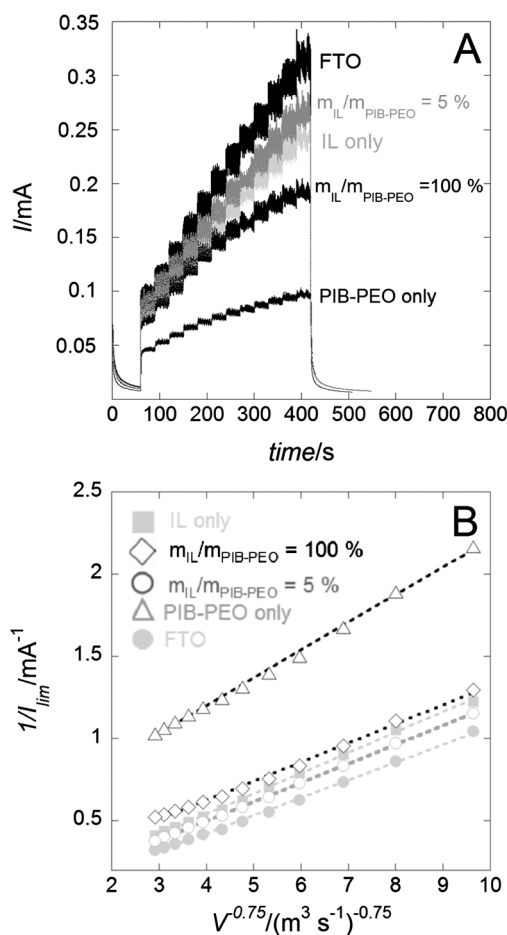 A
0.35
0.3
0.25
0.2
0.15
0.1
0.05
I/mA
FTO
mIL/mPIB-PEO = 5 %
IL only
mIL/mPIB-PEO =100 %
PIB-PEO only
0 100 200 300 400 500 600 700 800
time/s
B
IL only
mIL/mPIB-PEO = 100 %
mIL/mPIB-PEO = 5 %
PIB-PEO only
FTO
2.5
2
1.5
1
0.5
1/Ilim/mA-1
2 3 4 5 6 7 8 9 10
V-0.75/(m3 s-1)-0.75